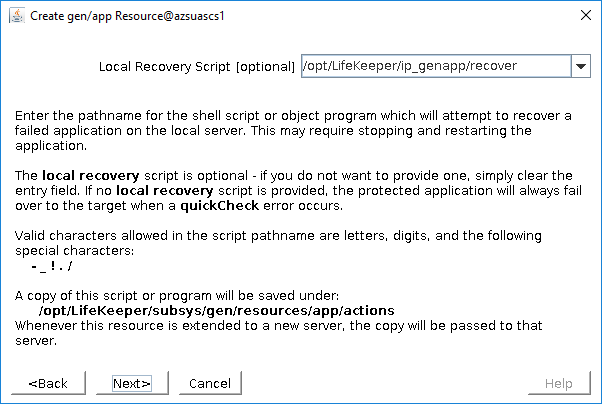 Create gen/app Resource@azsuascs1
Local Recovery Script [optional] /opt/LifeKeeper/ip_genapp/recover
Enter the pathname for the shell script or object program which will attempt to recover a
failed application on the local server. This may require stopping and restarting the
application.
The local recovery script is optional - if you do not want to provide one, simply clear the
entry field. If no local recovery script is provided, the protected application will always fail
over to the target when a quickCheck error occurs.
Valid characters allowed in the script pathname are letters, digits, and the following
special characters:
- _ ! . /
A copy of this script or program will be saved under:
/opt/LifeKeeper/subsys/gen/resources/app/actions
Whenever this resource is extended to a new server, the copy will be passed to that
server.
<Back Next> Cancel Help